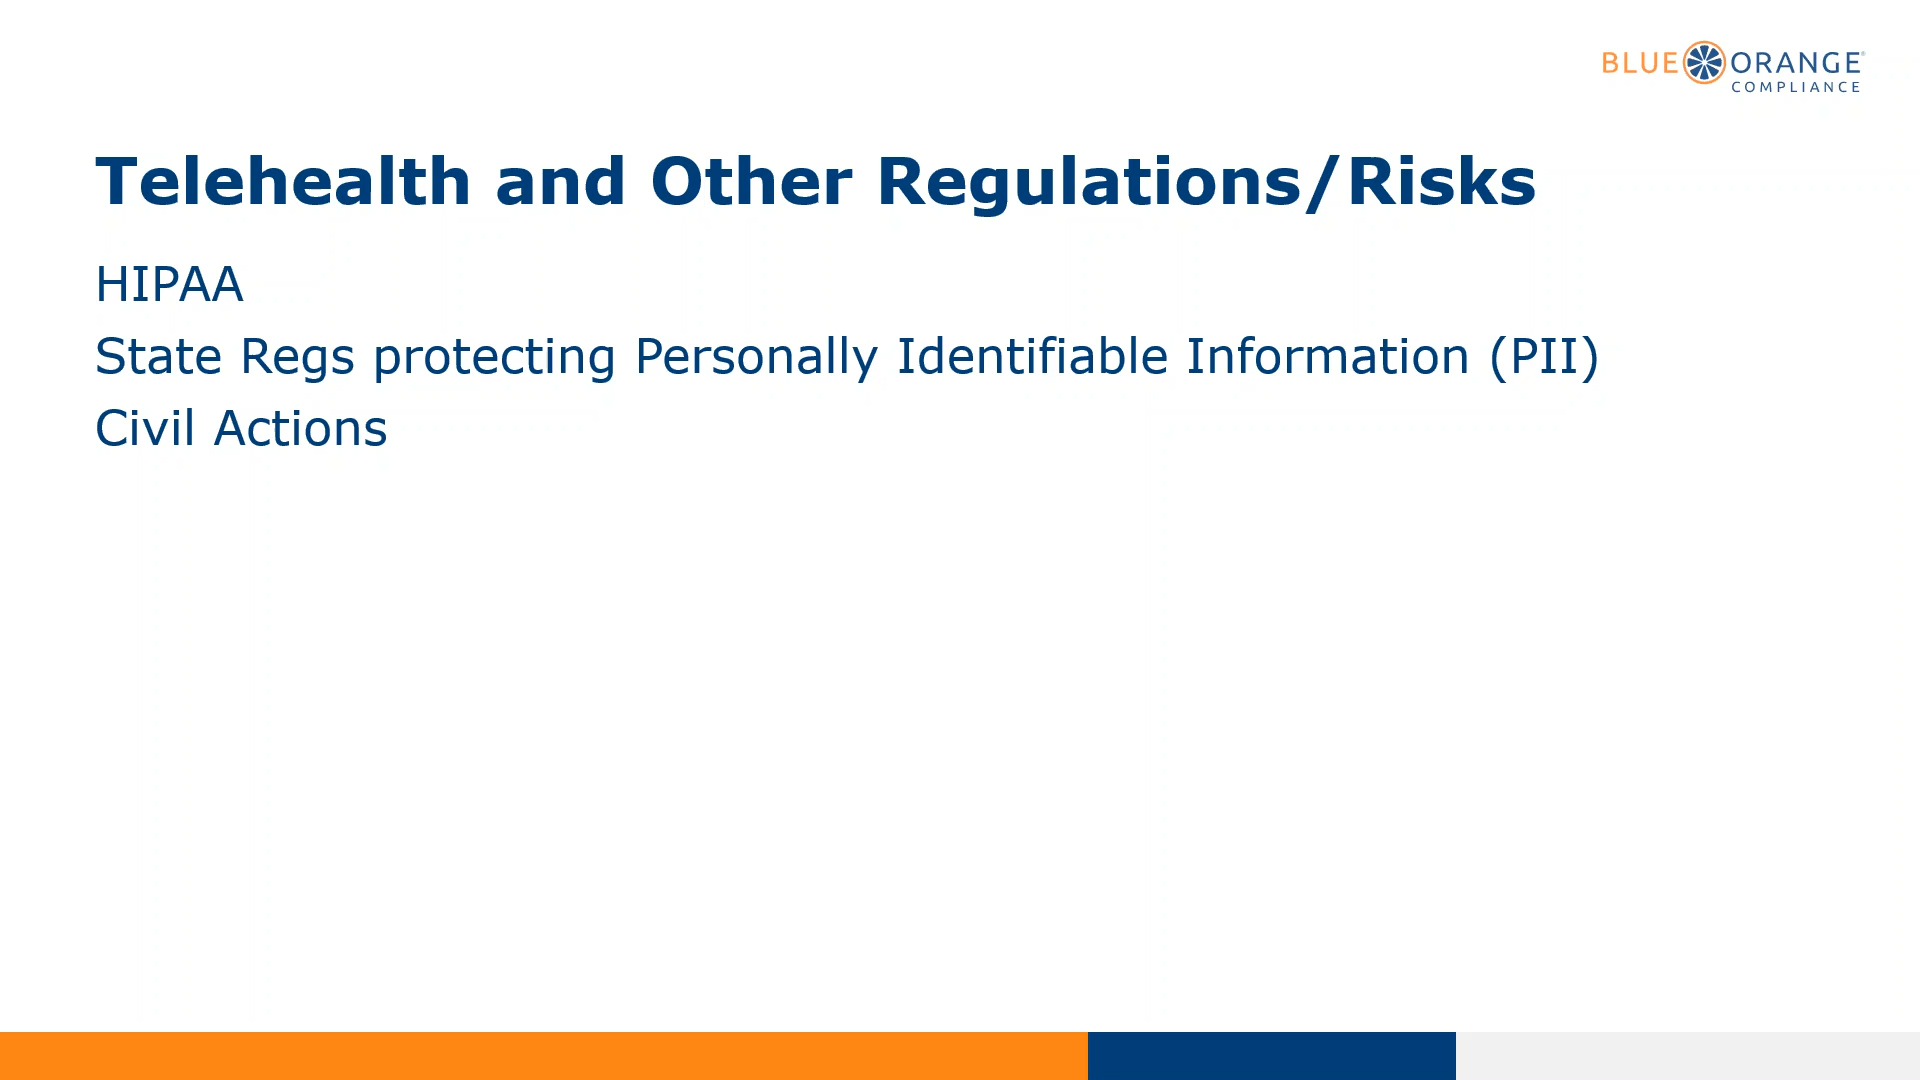 BLUE ORANGE®
COMPLIANCE
Telehealth and Other Regulations/Risks
HIPAA
State Regs protecting Personally Identifiable Information (PII)
Civil Actions